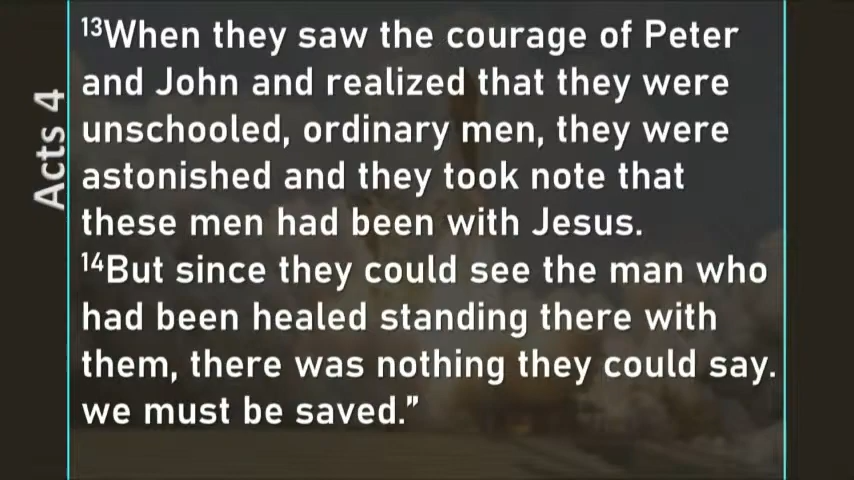 Acts 4
¹³When they saw the courage of Peter
and John and realized that they were
unschooled, ordinary men, they were
astonished and they took note that
these men had been with Jesus.
¹⁴But since they could see the man who
had been healed standing there with
them, there was nothing they could say.
we must be saved.”